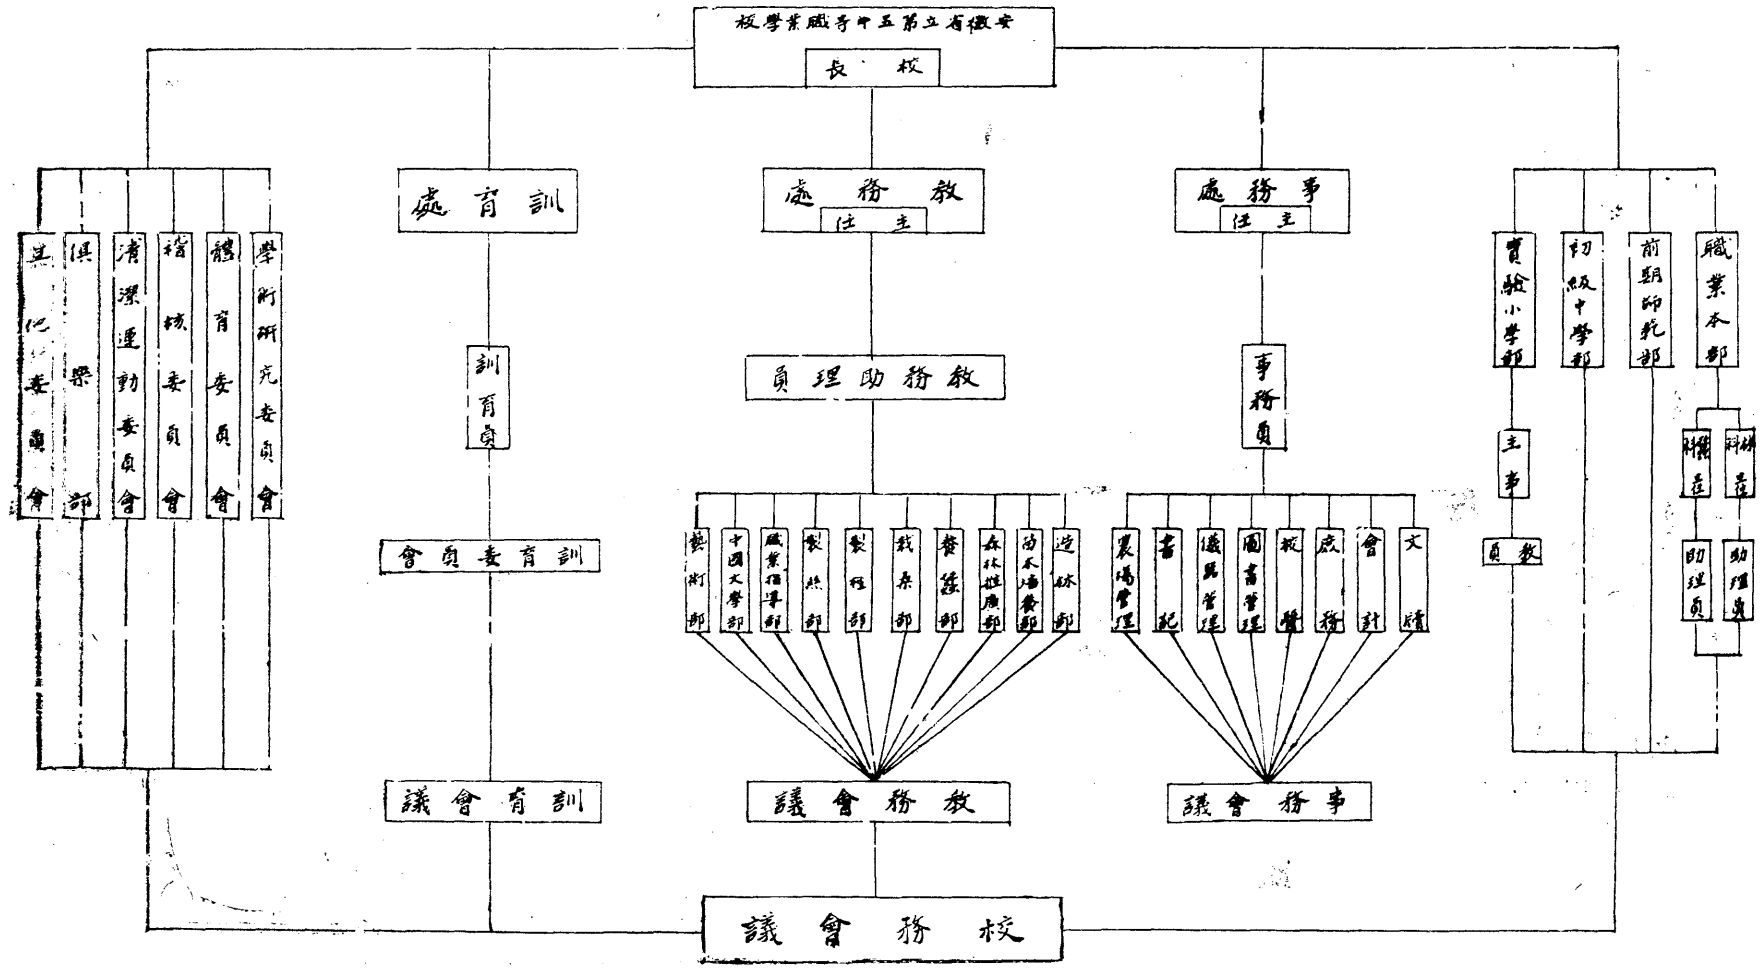 安徽省立第五中等職業學校
校長
事務處
主任
教務處
主任
訓育處
職業本部
前期師範部
初級中學部
實驗小學部
學術研究委員會
體育委員會
稽核委員會
清潔運動委員會
俱樂部
其他委員會
事務員
教務助理員
訓育員
主事
教員
助理員
助理員
文牘
會計
庶務
校醫
圖書管理
儀器管理
書記
農場管理
造林部
苗木培養部
森林推廣部
養蠶部
栽桑部
製種部
製絲部
職業指導部
中國文學部
藝術部
訓育委員會
事務會議
教務會議
訓育會議
校務會議